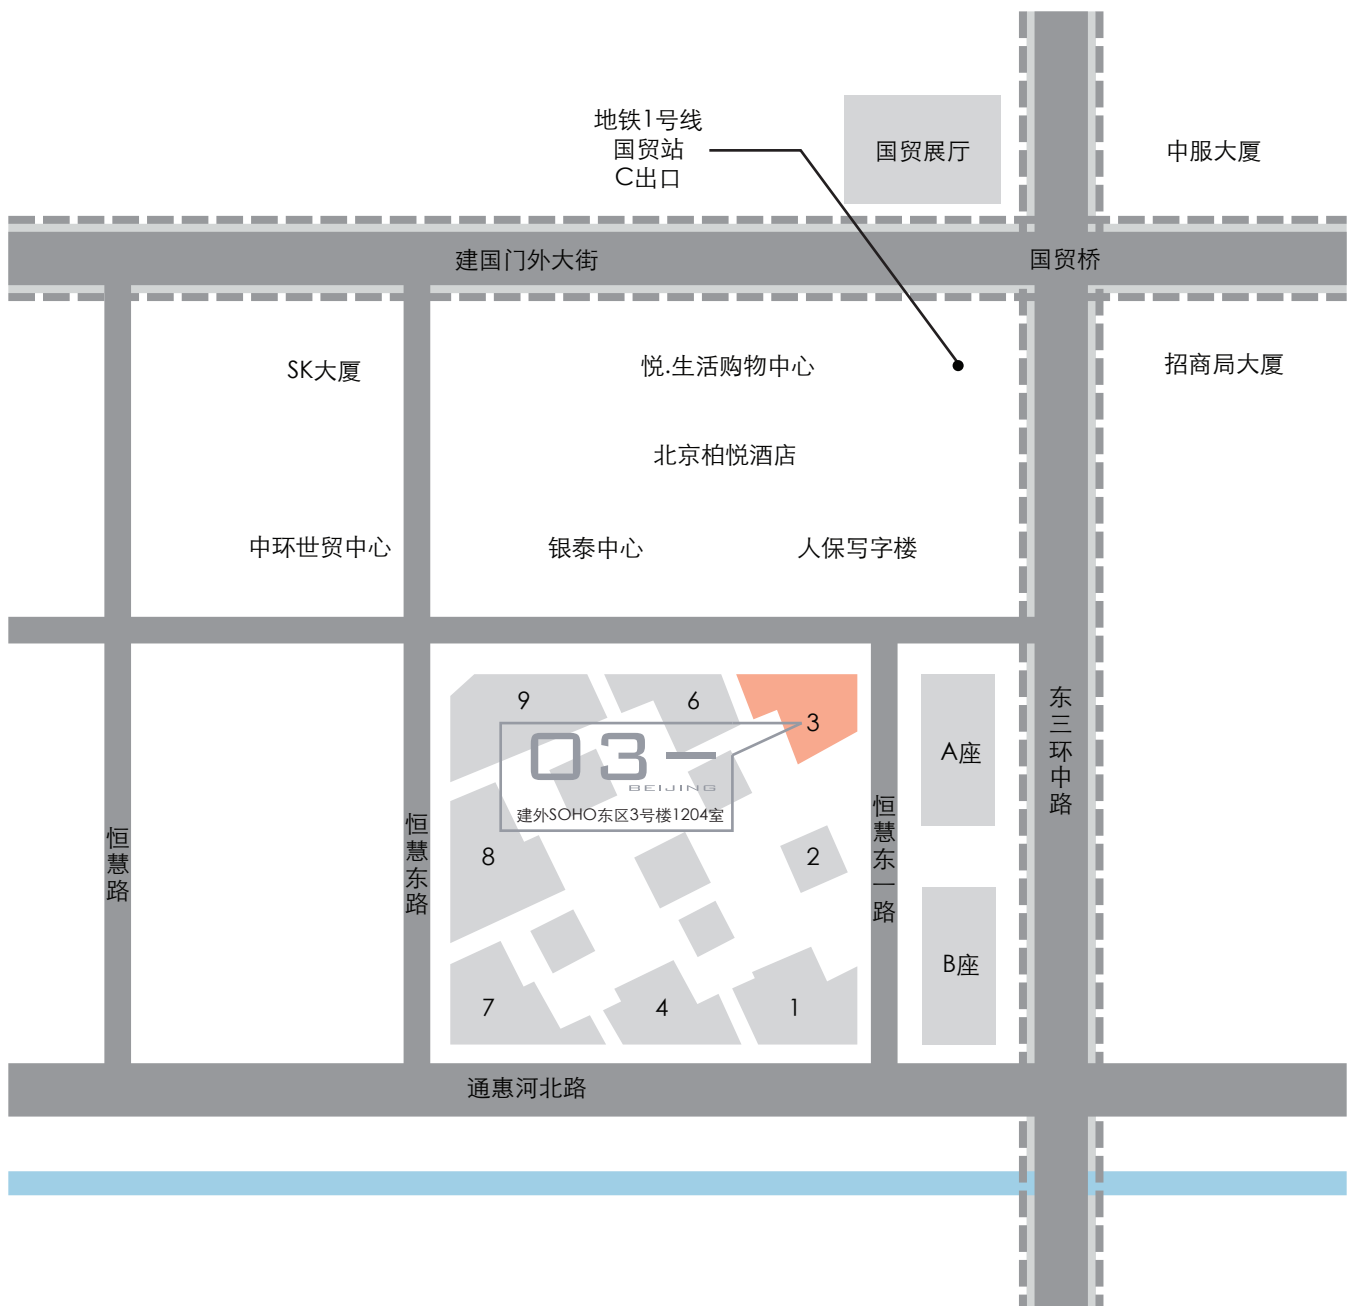 地铁1号线
国贸站
C出口
国贸展厅
中服大厦
建国门外大街
国贸桥
SK大厦
悦.生活购物中心
招商局大厦
北京柏悦酒店
中环世贸中心
银泰中心
人保写字楼
9
6
3
03-
BEIJING
建外SOHO东区3号楼1204室
A座
东三环中路
恒慧路
恒慧东路
8
2
恒慧东一路
B座
7
4
1
通惠河北路